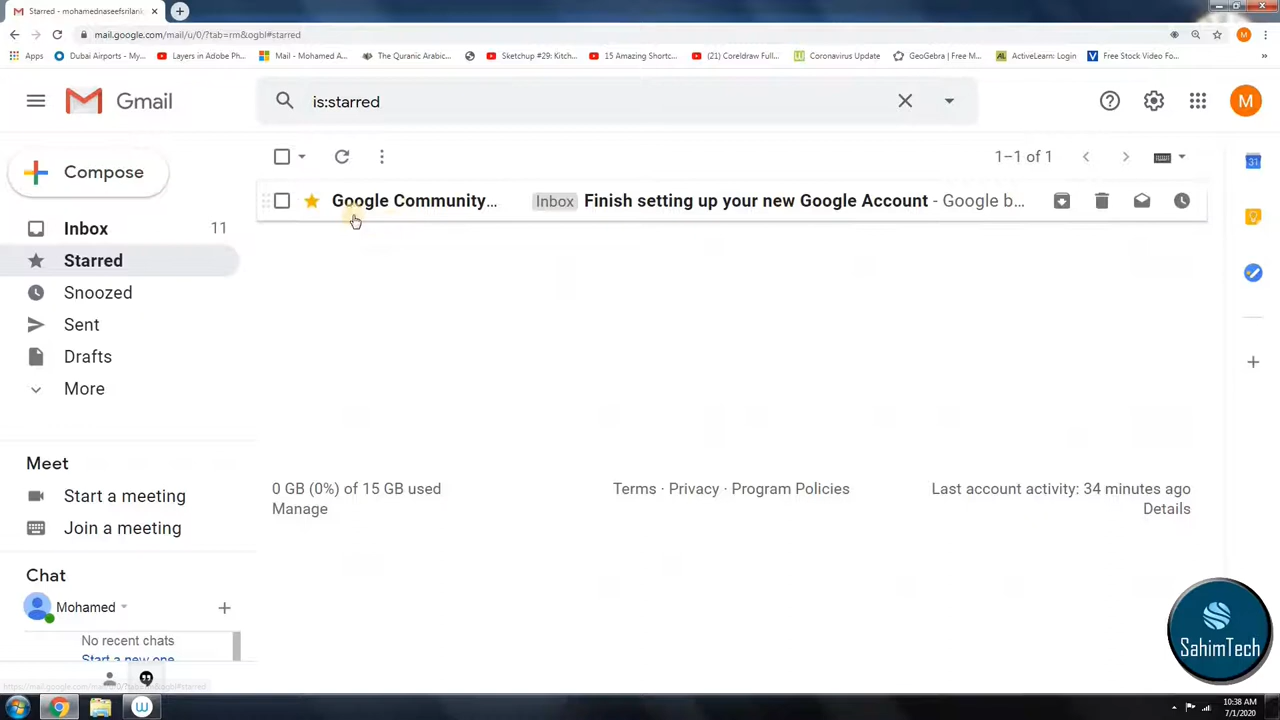 Starred - mohamednaseefsrilank
mail.google.com/mail/u/0/?tab=rm&ogbl#starred
Apps
Dubai Airports - My...
Layers in Adobe Ph...
Mail - Mohamed A...
The Quranic Arabic...
Sketchup #29: Kitch...
15 Amazing Shortc...
(21) Coreldraw Full...
Coronavirus Update
GeoGebra | Free M...
ActiveLearn: Login
Free Stock Video Fo...
M
Gmail
is:starred
M
Compose
1–1 of 1
Google Community...
Inbox
Finish setting up your new Google Account - Google b...
31
Inbox 11
Starred
Snoozed
Sent
Drafts
More
Meet
Start a meeting
Join a meeting
0 GB (0%) of 15 GB used
Manage
Terms · Privacy · Program Policies
Last account activity: 34 minutes ago
Details
Chat
Mohamed
No recent chats
Start a new one
SahimTech
10:38 AM
7/1/2020